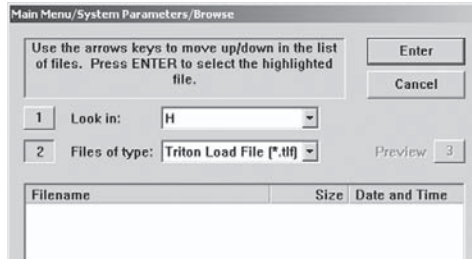 Main Menu/System Parameters/Browse
Use the arrows keys to move up/down in the list
of files. Press ENTER to select the highlighted
file.
Enter
Cancel
1 Look in: H
2 Files of type: Triton Load File (*.tlf)
Preview 3
Filename Size Date and Time